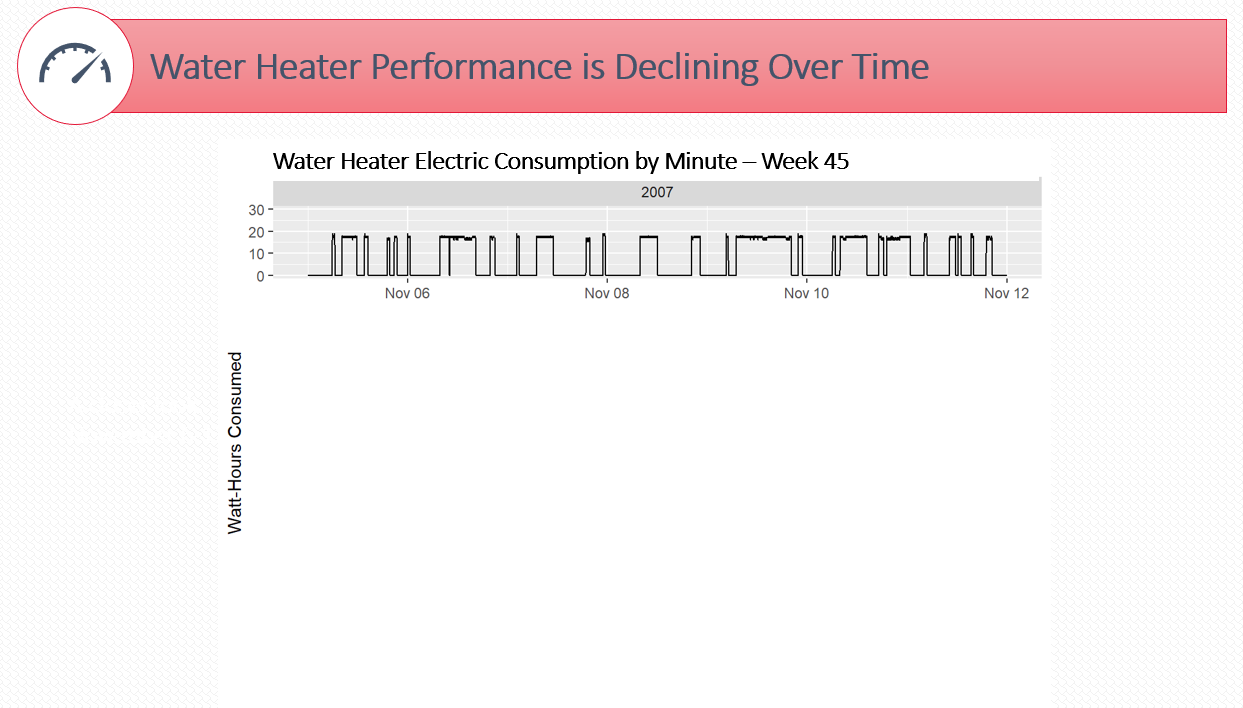 Water Heater Performance is Declining Over Time
Water Heater Electric Consumption by Minute – Week 45
2007
30
20
10
0
Nov 06 Nov 08 Nov 10 Nov 12
Watt-Hours Consumed